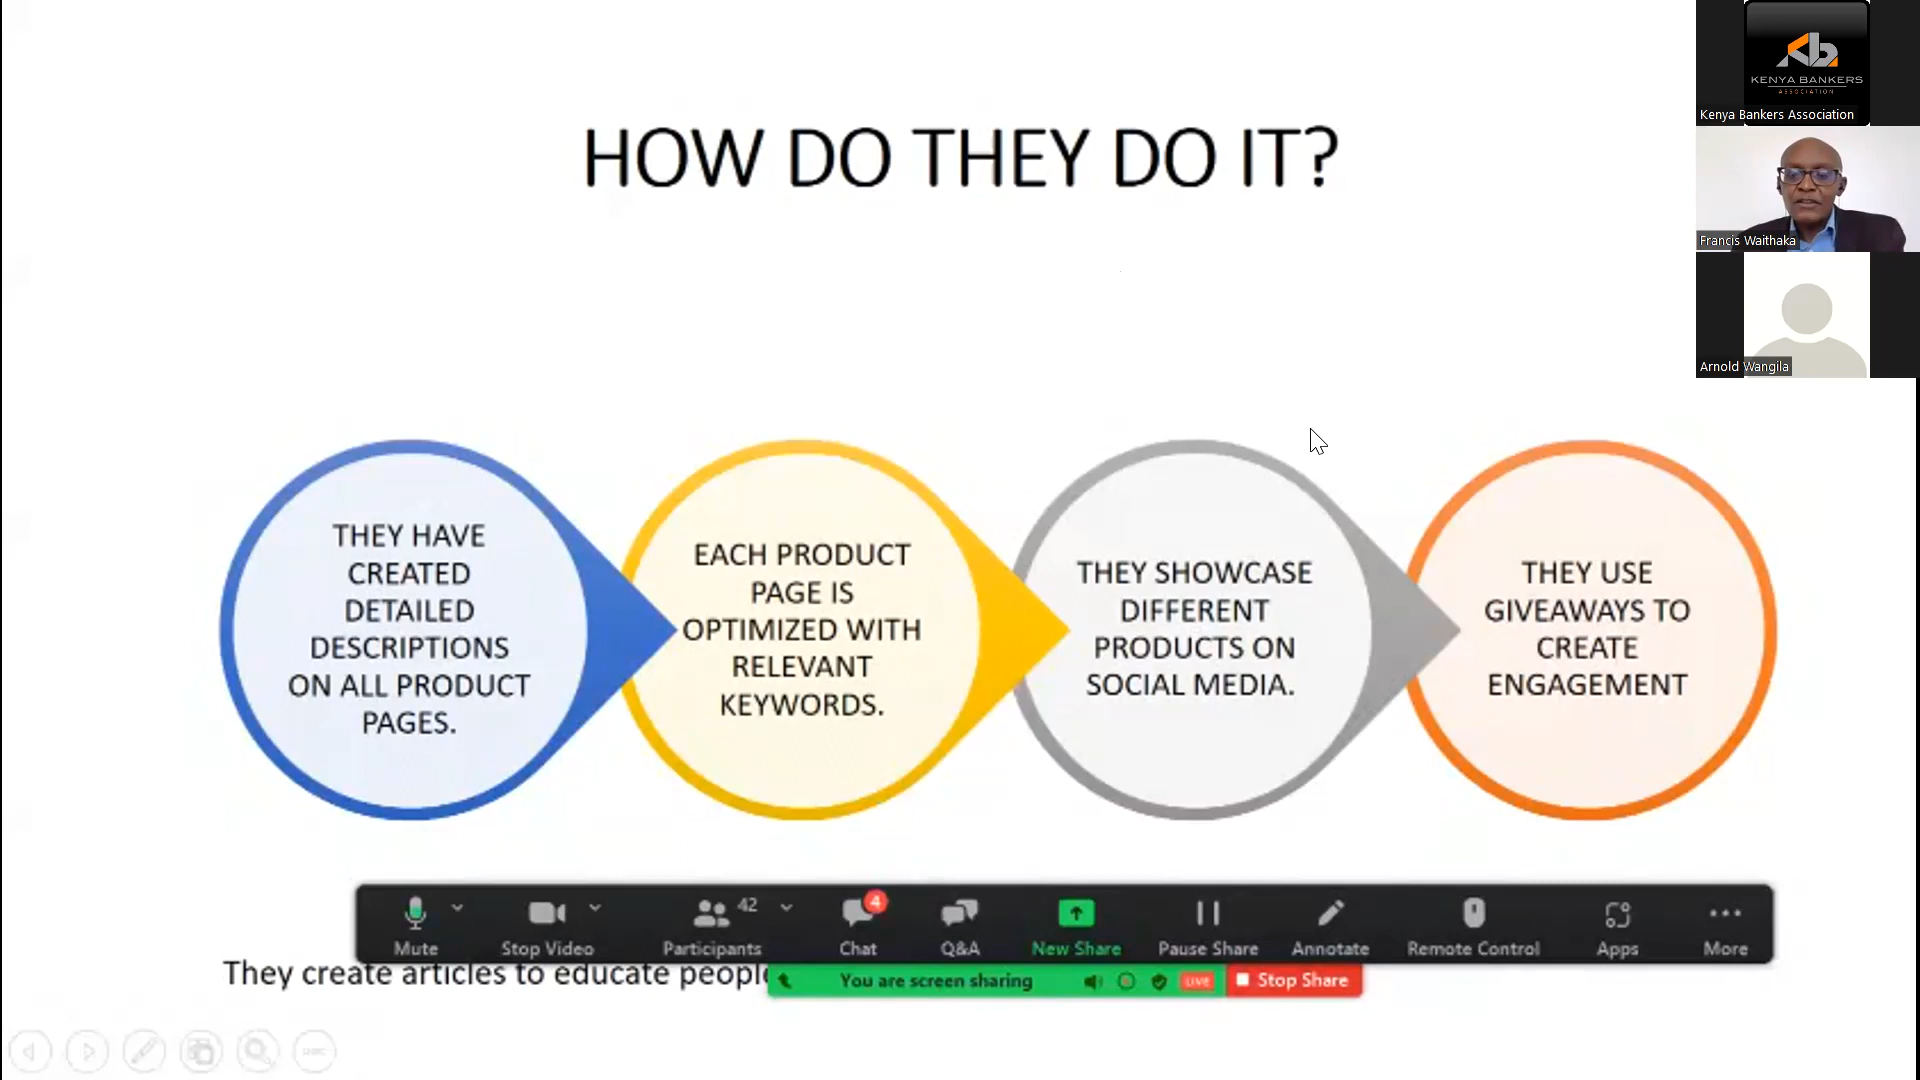 HOW DO THEY DO IT?
KENYA BANKERS
ASSOCIATION
Kenya Bankers Association
Francis Waithaka
Arnold Wangila
THEY HAVE
CREATED
DETAILED
DESCRIPTIONS
ON ALL PRODUCT
PAGES.
EACH PRODUCT
PAGE IS
OPTIMIZED WITH
RELEVANT
KEYWORDS.
THEY SHOWCASE
DIFFERENT
PRODUCTS ON
SOCIAL MEDIA.
THEY USE
GIVEAWAYS TO
CREATE
ENGAGEMENT
42
4
Mute
Stop Video
Participants
Chat
Q&A
New Share
Pause Share
Annotate
Remote Control
Apps
More
They create articles to educate people
You are screen sharing
LIVE
Stop Share